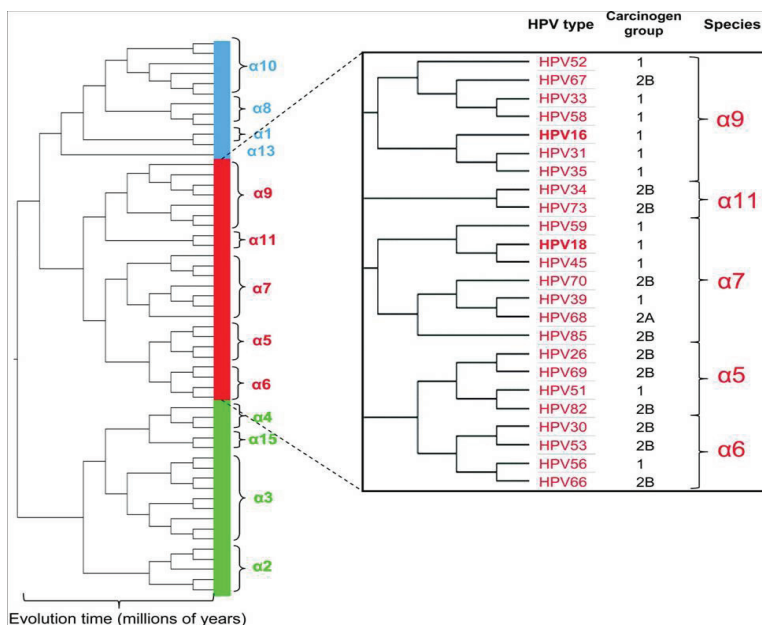 HPV type Carcinogen group Species
α10
α8
α1
α13
α9
α11
α7
α5
α6
α4
α15
α3
α2
Evolution time (millions of years)
HPV52 1
HPV67 2B
HPV33 1
HPV58 1
HPV16 1
HPV31 1
HPV35 1
α9
HPV34 2B
HPV73 2B
α11
HPV59 1
HPV18 1
HPV45 1
HPV70 2B
HPV39 1
HPV68 2A
HPV85 2B
α7
HPV26 2B
HPV69 2B
HPV51 1
HPV82 2B
α5
HPV30 2B
HPV53 2B
HPV56 1
HPV66 2B
α6